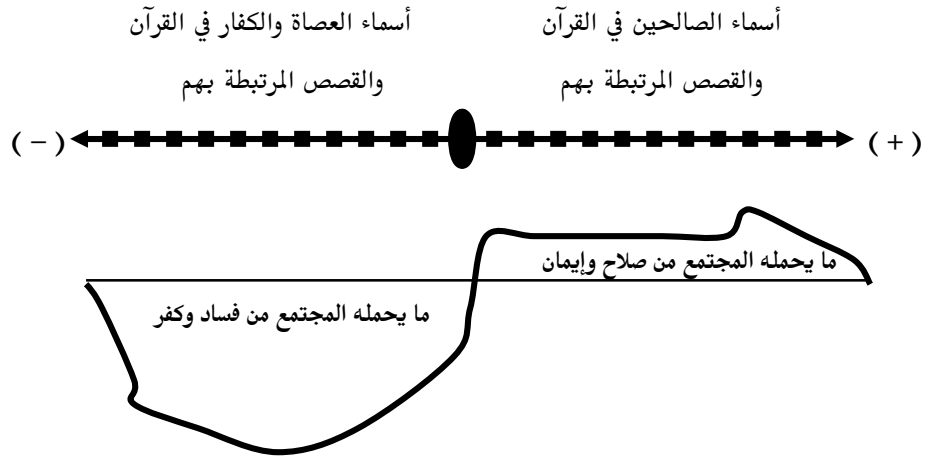 أسماء الصالحين في القرآن
والقصص المرتبطة بهم
أسماء العصاة والكفار في القرآن
والقصص المرتبطة بهم
( + )
( − )
ما يحمله المجتمع من صلاح وإيمان
ما يحمله المجتمع من فساد وكفر